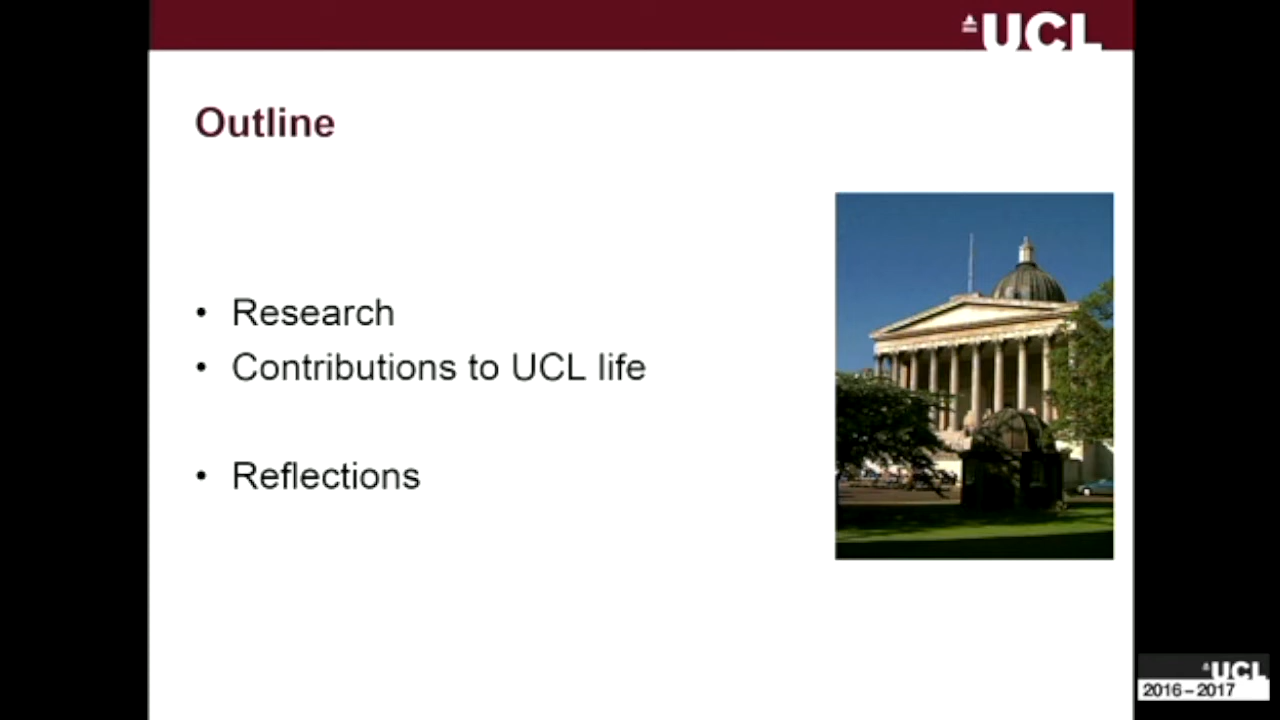 UCL
Outline
• Research
• Contributions to UCL life
• Reflections
UCL
2016 – 2017